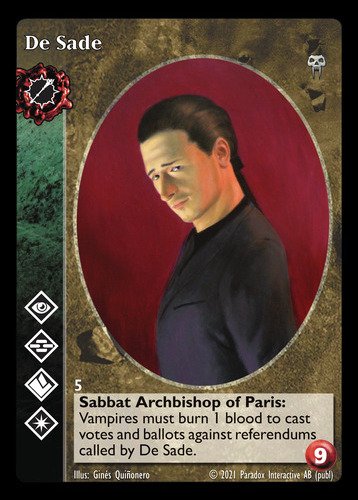 De Sade
5
Sabbat Archbishop of Paris:
Vampires must burn 1 blood to cast
votes and ballots against referendums
called by De Sade.
9
Illus: Ginés Quiñonero
© 2021 Paradox Interactive AB (publ)